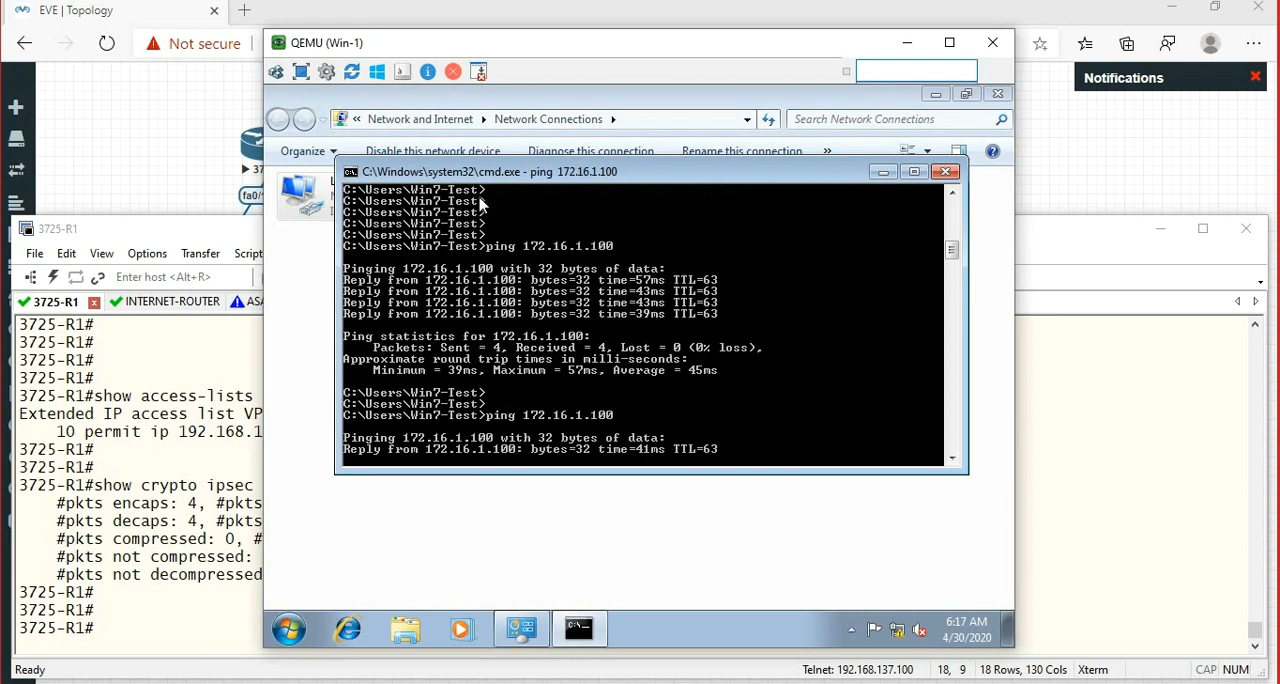 EVE | Topology
Not secure
QEMU (Win-1)
Notifications
Network and Internet
Network Connections
Search Network Connections
Organize
Disable this network device
Diagnose this connection
Rename this connection
»
37
fa0/
C:\Windows\system32\cmd.exe - ping 172.16.1.100
C:\Users\Win7-Test>
C:\Users\Win7-Test>
C:\Users\Win7-Test>
C:\Users\Win7-Test>
C:\Users\Win7-Test>
C:\Users\Win7-Test>ping 172.16.1.100
Pinging 172.16.1.100 with 32 bytes of data:
Reply from 172.16.1.100: bytes=32 time=57ms TTL=63
Reply from 172.16.1.100: bytes=32 time=43ms TTL=63
Reply from 172.16.1.100: bytes=32 time=43ms TTL=63
Reply from 172.16.1.100: bytes=32 time=39ms TTL=63
Ping statistics for 172.16.1.100:
Packets: Sent = 4, Received = 4, Lost = 0 (0% loss),
Approximate round trip times in milli-seconds:
Minimum = 39ms, Maximum = 57ms, Average = 45ms
C:\Users\Win7-Test>
C:\Users\Win7-Test>
C:\Users\Win7-Test>ping 172.16.1.100
Pinging 172.16.1.100 with 32 bytes of data:
Reply from 172.16.1.100: bytes=32 time=41ms TTL=63
3725-R1
File Edit View Options Transfer Script
Enter host <Alt+R>
3725-R1
INTERNET-ROUTER
ASA
3725-R1#
3725-R1#
3725-R1#
3725-R1#
3725-R1#show access-lists
Extended IP access list VP
10 permit ip 192.168.1
3725-R1#
3725-R1#
3725-R1#show crypto ipsec
#pkts encaps: 4, #pkts
#pkts decaps: 4, #pkts
#pkts compressed: 0, #
#pkts not compressed:
#pkts not decompressed
3725-R1#
3725-R1#
3725-R1#
6:17 AM
4/30/2020
Ready
Telnet: 192.168.137.100
18, 9
18 Rows, 130 Cols
Xterm
CAP NUM